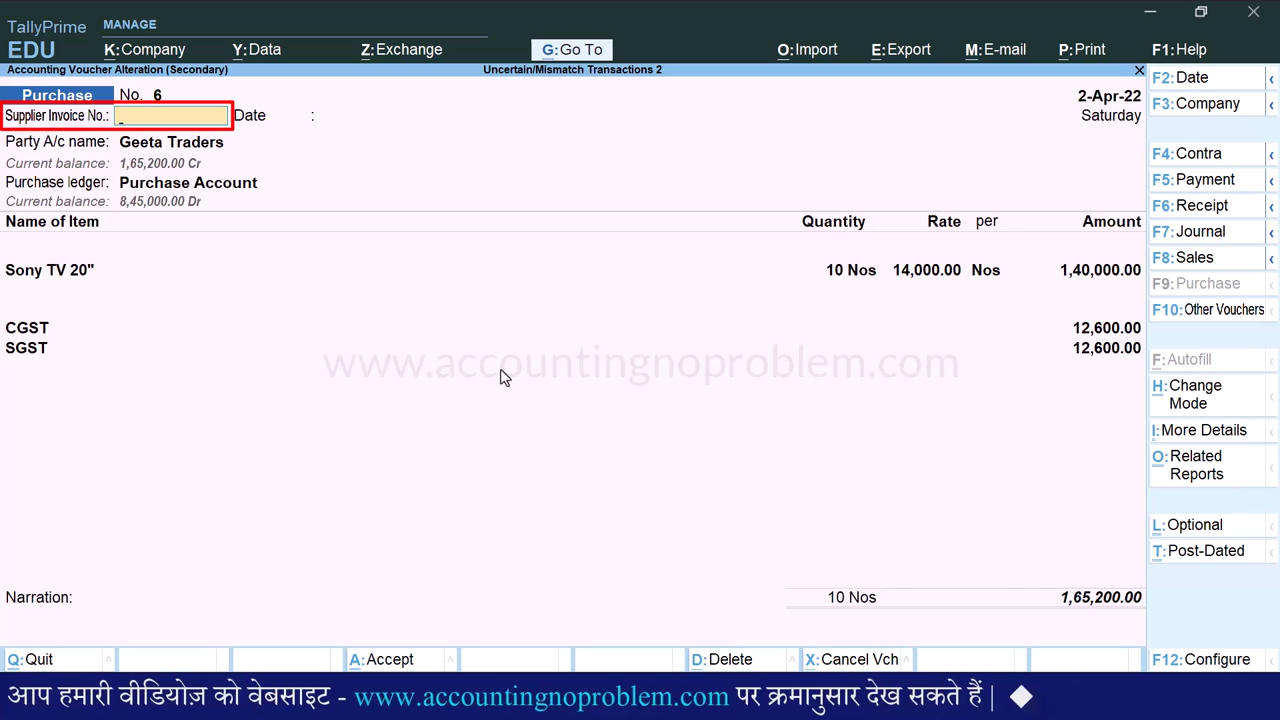 TallyPrime MANAGE
EDU K:Company Y:Data Z:Exchange G:Go To O:Import E:Export M:E-mail P:Print F1:Help
Accounting Voucher Alteration (Secondary) Uncertain/Mismatch Transactions 2
F2:Date
Purchase No. 6 2-Apr-22
F3:Company
Supplier Invoice No.: Date : Saturday
Party A/c name: Geeta Traders
F4:Contra
Current balance: 1,65,200.00 Cr
F5:Payment
Purchase ledger: Purchase Account
Current balance: 8,45,000.00 Dr
F6:Receipt
Name of Item Quantity Rate per Amount
F7:Journal
F8:Sales
Sony TV 20" 10 Nos 14,000.00 Nos 1,40,000.00
F9:Purchase
F10:Other Vouchers
CGST 12,600.00
SGST 12,600.00
www.accountingnoproblem.com
F:Autofill
H:Change
Mode
I:More Details
O:Related
Reports
L:Optional
T:Post-Dated
Narration: 10 Nos 1,65,200.00
Q:Quit A:Accept D:Delete X:Cancel Vch F12:Configure
आप हमारी वीडियोज़ को वेबसाइट - www.accountingnoproblem.com पर क्रमानुसार देख सकते हैं |